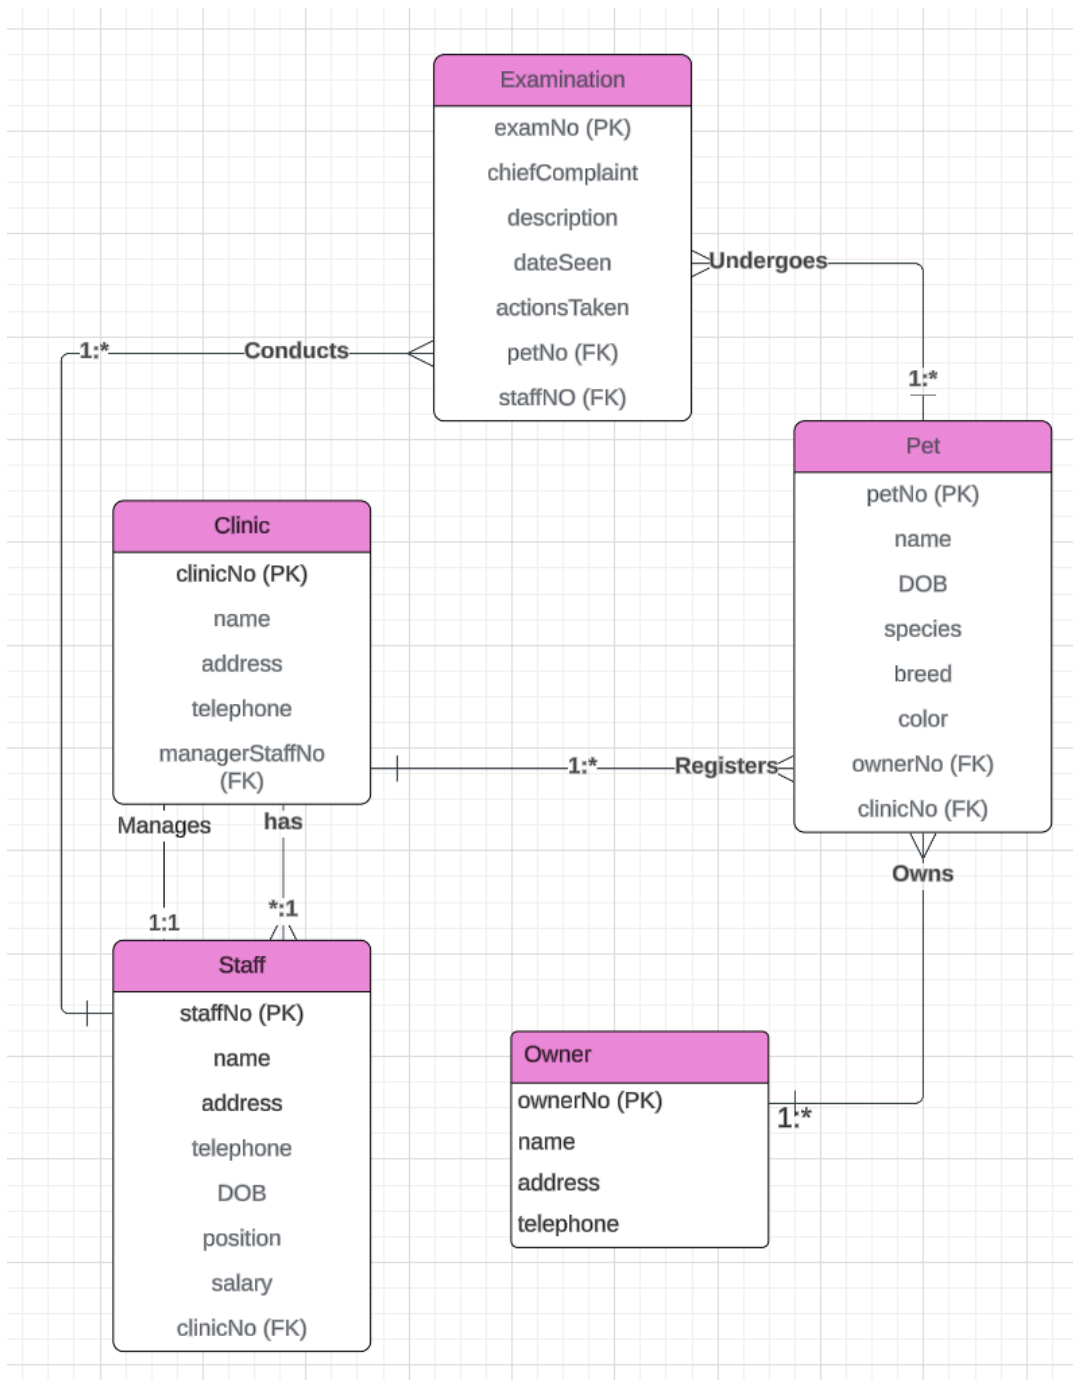 Examination
examNo (PK)
chiefComplaint
description
dateSeen
actionsTaken
petNo (FK)
staffNO (FK)
Undergoes
1:*
Conducts
1:*
Pet
petNo (PK)
name
DOB
species
breed
color
ownerNo (FK)
clinicNo (FK)
Clinic
clinicNo (PK)
name
address
telephone
managerStaffNo
(FK)
1:*
Registers
Manages
has
1:1
*:1
Owns
Staff
staffNo (PK)
name
address
telephone
DOB
position
salary
clinicNo (FK)
Owner
ownerNo (PK)
name
address
telephone
1:*